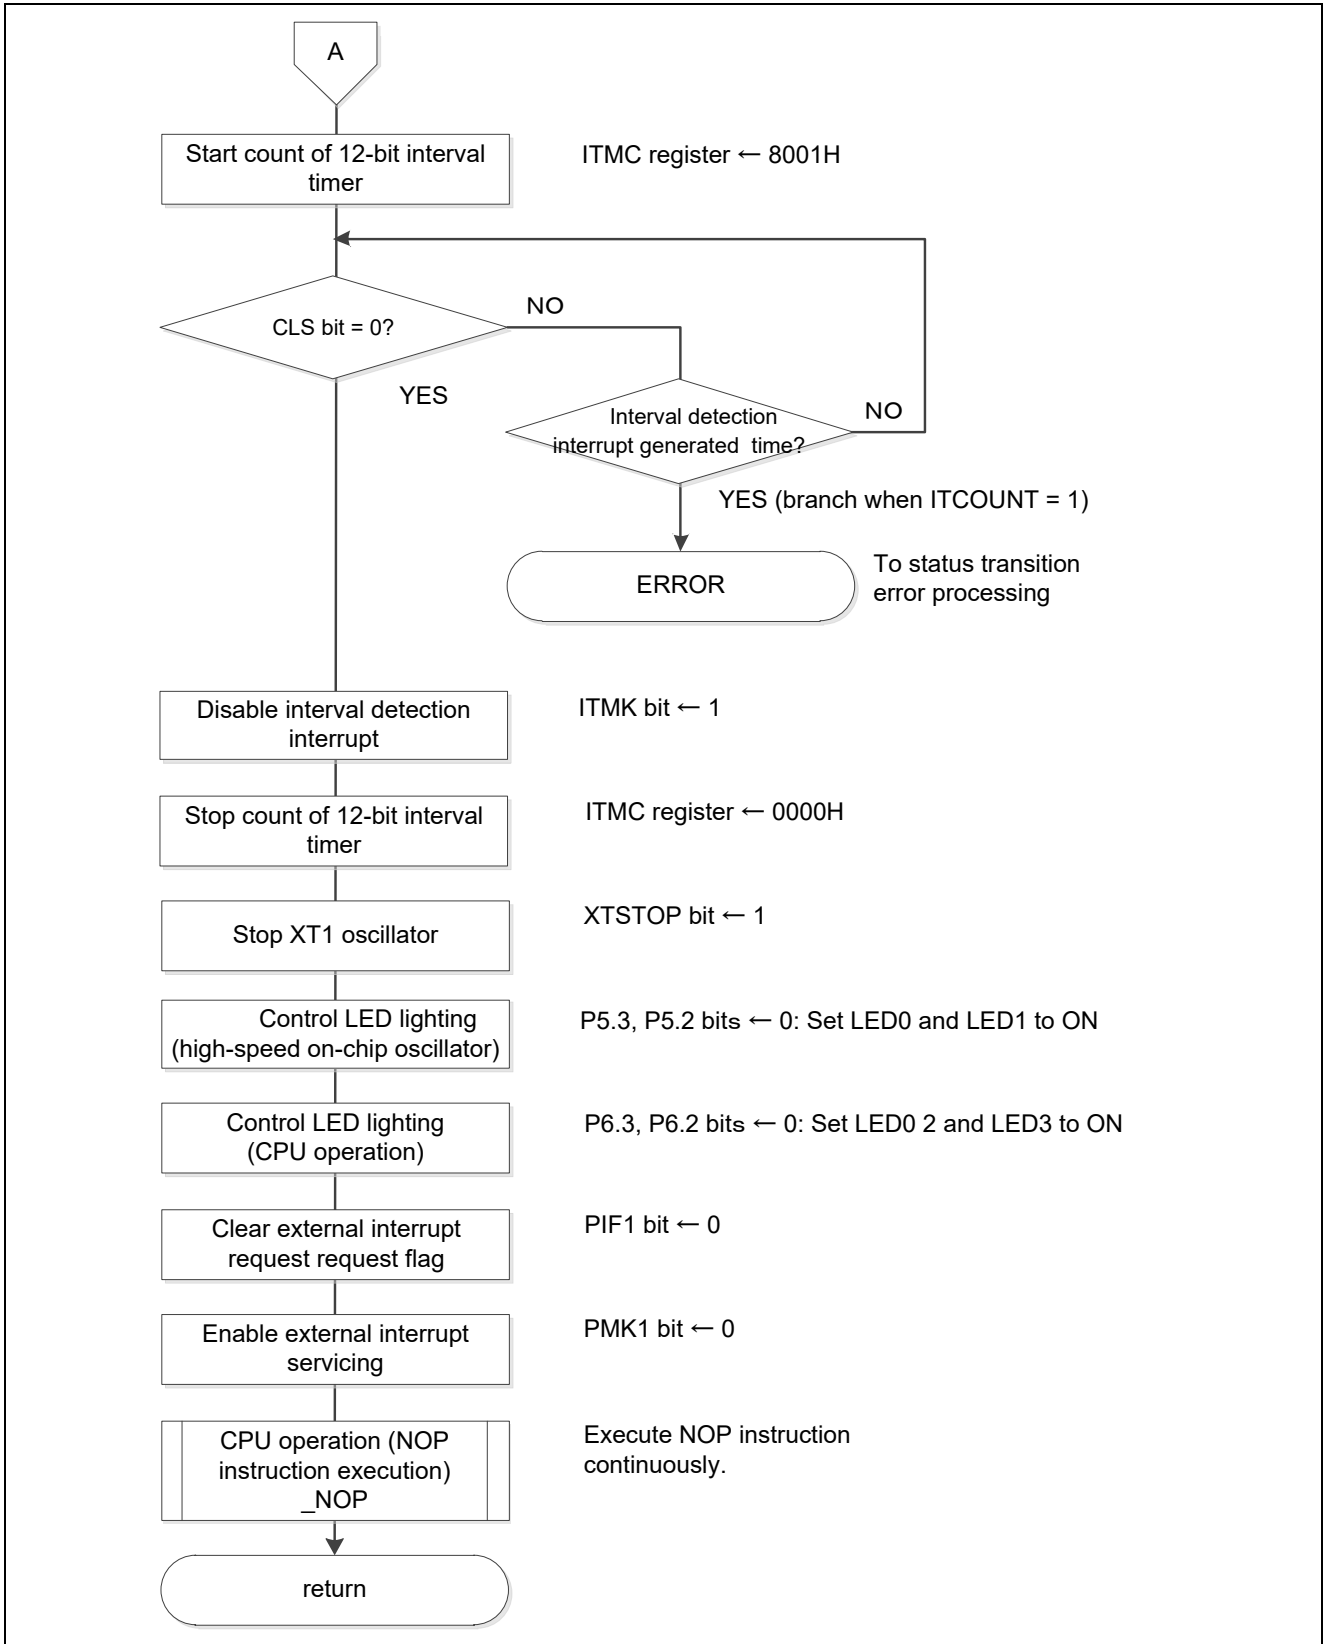 A
Start count of 12-bit interval
timer
ITMC register ← 8001H
CLS bit = 0?
NO
YES
Interval detection
interrupt generated  time?
NO
YES (branch when ITCOUNT = 1)
ERROR
To status transition
error processing
Disable interval detection
interrupt
ITMK bit ← 1
Stop count of 12-bit interval
timer
ITMC register ← 0000H
Stop XT1 oscillator
XTSTOP bit ← 1
Control LED lighting
(high-speed on-chip oscillator)
P5.3, P5.2 bits ← 0: Set LED0 and LED1 to ON
Control LED lighting
(CPU operation)
P6.3, P6.2 bits ← 0: Set LED0 2 and LED3 to ON
Clear external interrupt
request request flag
PIF1 bit ← 0
Enable external interrupt
servicing
PMK1 bit ← 0
CPU operation (NOP
instruction execution)
_NOP
Execute NOP instruction
continuously.
return